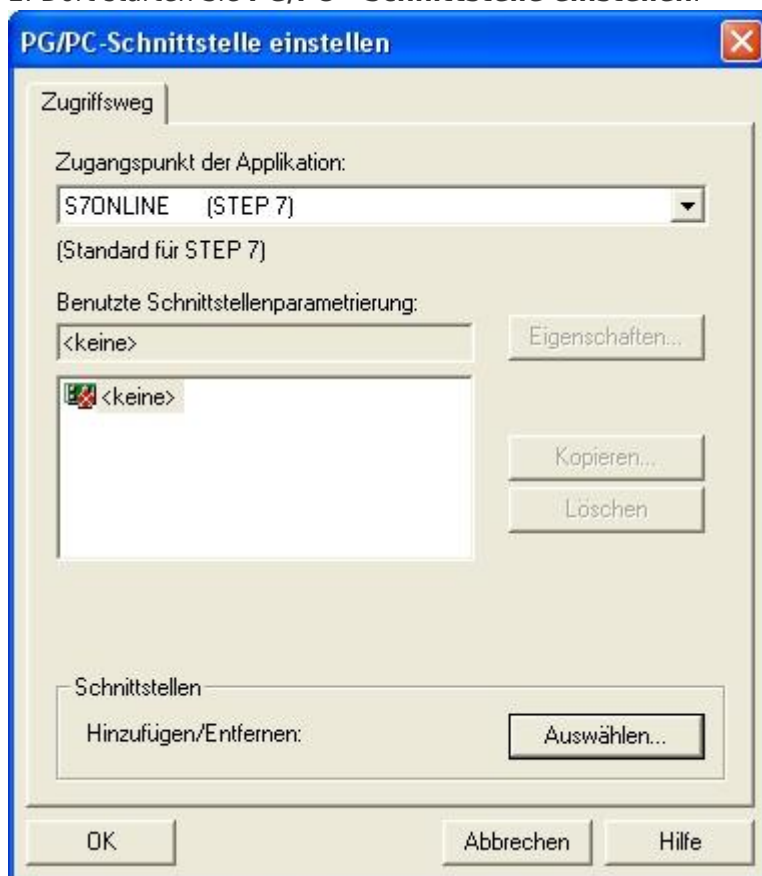 PG/PC-Schnittstelle einstellen
Zugriffsweg
Zugangspunkt der Applikation:
S7ONLINE (STEP 7)
(Standard für STEP 7)
Benutzte Schnittstellenparametrierung:
<keine>
Eigenschaften...
<keine>
Kopieren...
Löschen
Schnittstellen
Hinzufügen/Entfernen:
Auswählen...
OK
Abbrechen
Hilfe